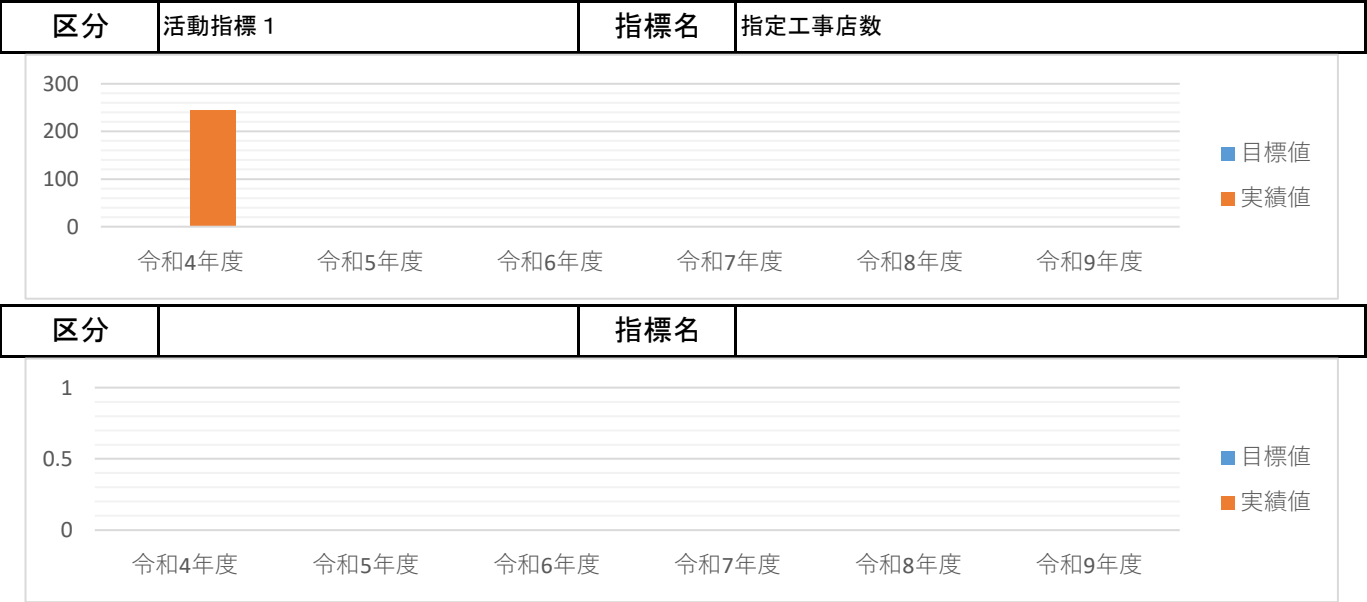 区分 活動指標１ 指標名 指定工事店数
300
200
100
0
令和4年度 令和5年度 令和6年度 令和7年度 令和8年度 令和9年度
目標値
実績値
区分 指標名
1
0.5
0
令和4年度 令和5年度 令和6年度 令和7年度 令和8年度 令和9年度
目標値
実績値